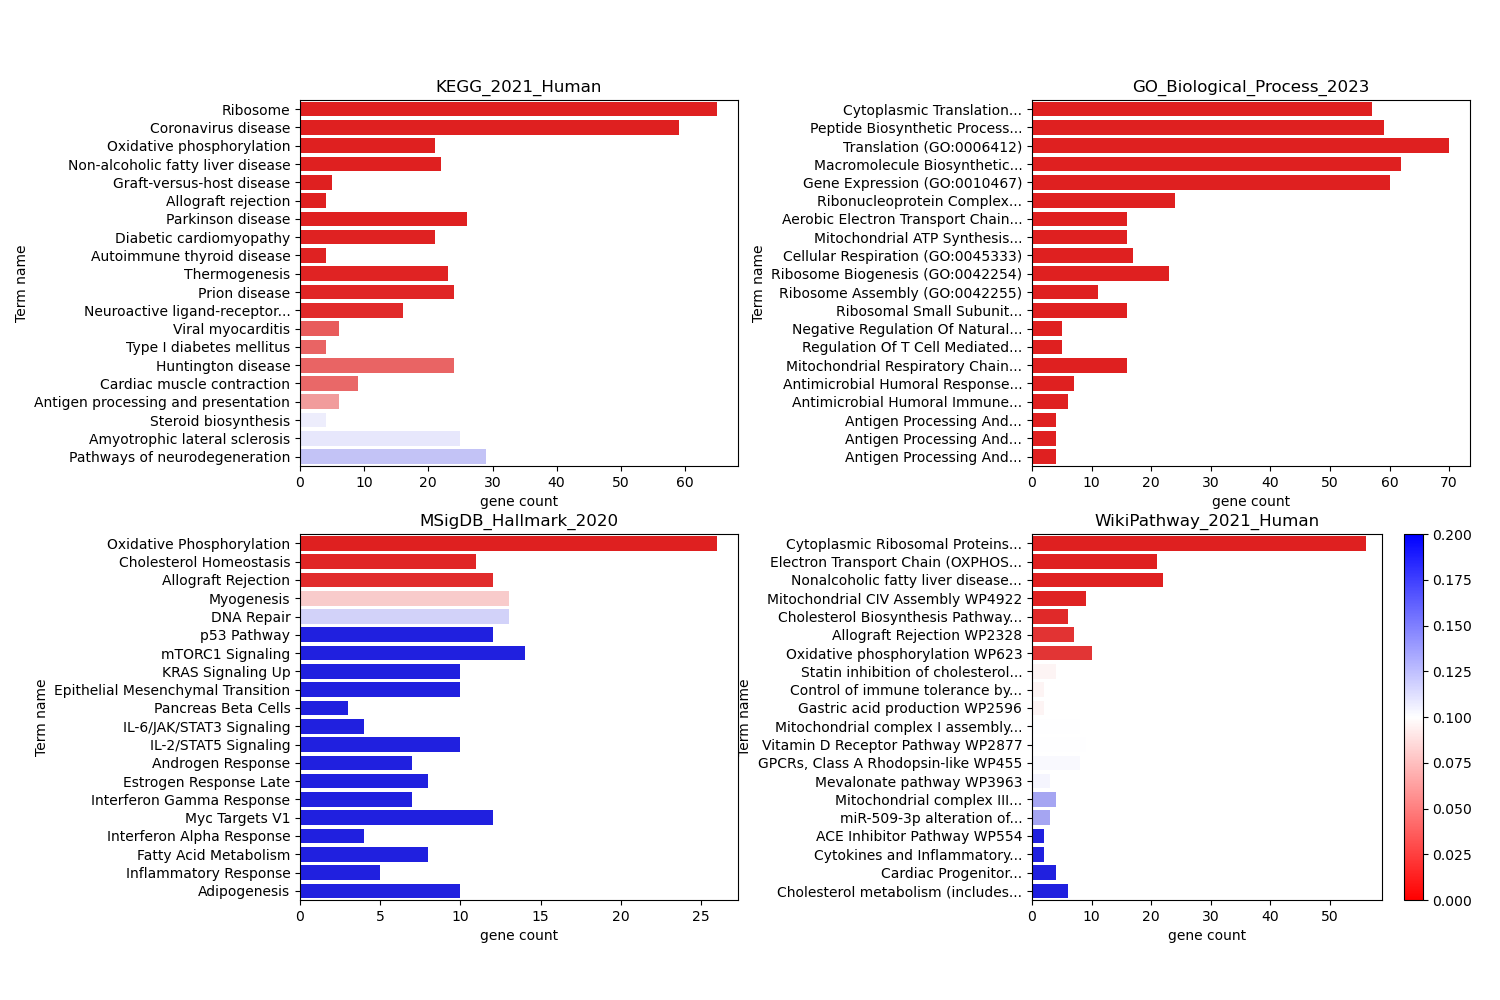 KEGG_2021_Human
Term name
Ribosome
Coronavirus disease
Oxidative phosphorylation
Non-alcoholic fatty liver disease
Graft-versus-host disease
Allograft rejection
Parkinson disease
Diabetic cardiomyopathy
Autoimmune thyroid disease
Thermogenesis
Prion disease
Neuroactive ligand-receptor...
Viral myocarditis
Type I diabetes mellitus
Huntington disease
Cardiac muscle contraction
Antigen processing and presentation
Steroid biosynthesis
Amyotrophic lateral sclerosis
Pathways of neurodegeneration
0 10 20 30 40 50 60
gene count
GO_Biological_Process_2023
Term name
Cytoplasmic Translation...
Peptide Biosynthetic Process...
Translation (GO:0006412)
Macromolecule Biosynthetic...
Gene Expression (GO:0010467)
Ribonucleoprotein Complex...
Aerobic Electron Transport Chain...
Mitochondrial ATP Synthesis...
Cellular Respiration (GO:0045333)
Ribosome Biogenesis (GO:0042254)
Ribosome Assembly (GO:0042255)
Ribosomal Small Subunit...
Negative Regulation Of Natural...
Regulation Of T Cell Mediated...
Mitochondrial Respiratory Chain...
Antimicrobial Humoral Response...
Antimicrobial Humoral Immune...
Antigen Processing And...
Antigen Processing And...
Antigen Processing And...
0 10 20 30 40 50 60 70
gene count
MSigDB_Hallmark_2020
Term name
Oxidative Phosphorylation
Cholesterol Homeostasis
Allograft Rejection
Myogenesis
DNA Repair
p53 Pathway
mTORC1 Signaling
KRAS Signaling Up
Epithelial Mesenchymal Transition
Pancreas Beta Cells
IL-6/JAK/STAT3 Signaling
IL-2/STAT5 Signaling
Androgen Response
Estrogen Response Late
Interferon Gamma Response
Myc Targets V1
Interferon Alpha Response
Fatty Acid Metabolism
Inflammatory Response
Adipogenesis
0 5 10 15 20 25
gene count
WikiPathway_2021_Human
Term name
Cytoplasmic Ribosomal Proteins...
Electron Transport Chain (OXPHOS...
Nonalcoholic fatty liver disease...
Mitochondrial CIV Assembly WP4922
Cholesterol Biosynthesis Pathway...
Allograft Rejection WP2328
Oxidative phosphorylation WP623
Statin inhibition of cholesterol...
Control of immune tolerance by...
Gastric acid production WP2596
Mitochondrial complex I assembly...
Vitamin D Receptor Pathway WP2877
GPCRs, Class A Rhodopsin-like WP455
Mevalonate pathway WP3963
Mitochondrial complex III...
miR-509-3p alteration of...
ACE Inhibitor Pathway WP554
Cytokines and Inflammatory...
Cardiac Progenitor...
Cholesterol metabolism (includes...
0 10 20 30 40 50
gene count
0.200
0.175
0.150
0.125
0.100
0.075
0.050
0.025
0.000